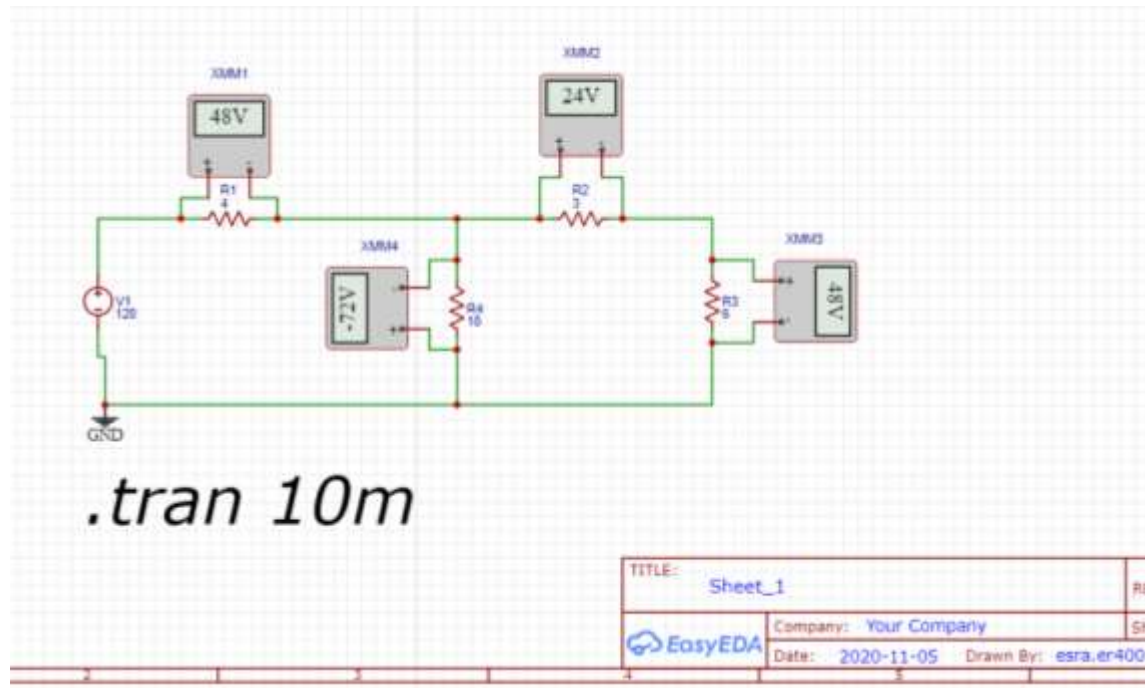 XMM2
XMM1
24V
48V
+ -
+ -
R1
4
R2
3
XMM4
XMM3
-72V
-
+
R4
18
R3
6
48V
+
-
V1
120
GND
.tran 10m
TITLE:
Sheet_1
EasyEDA
Company: Your Company
Date: 2020-11-05 Drawn By: esra.er400
2 3 4 5